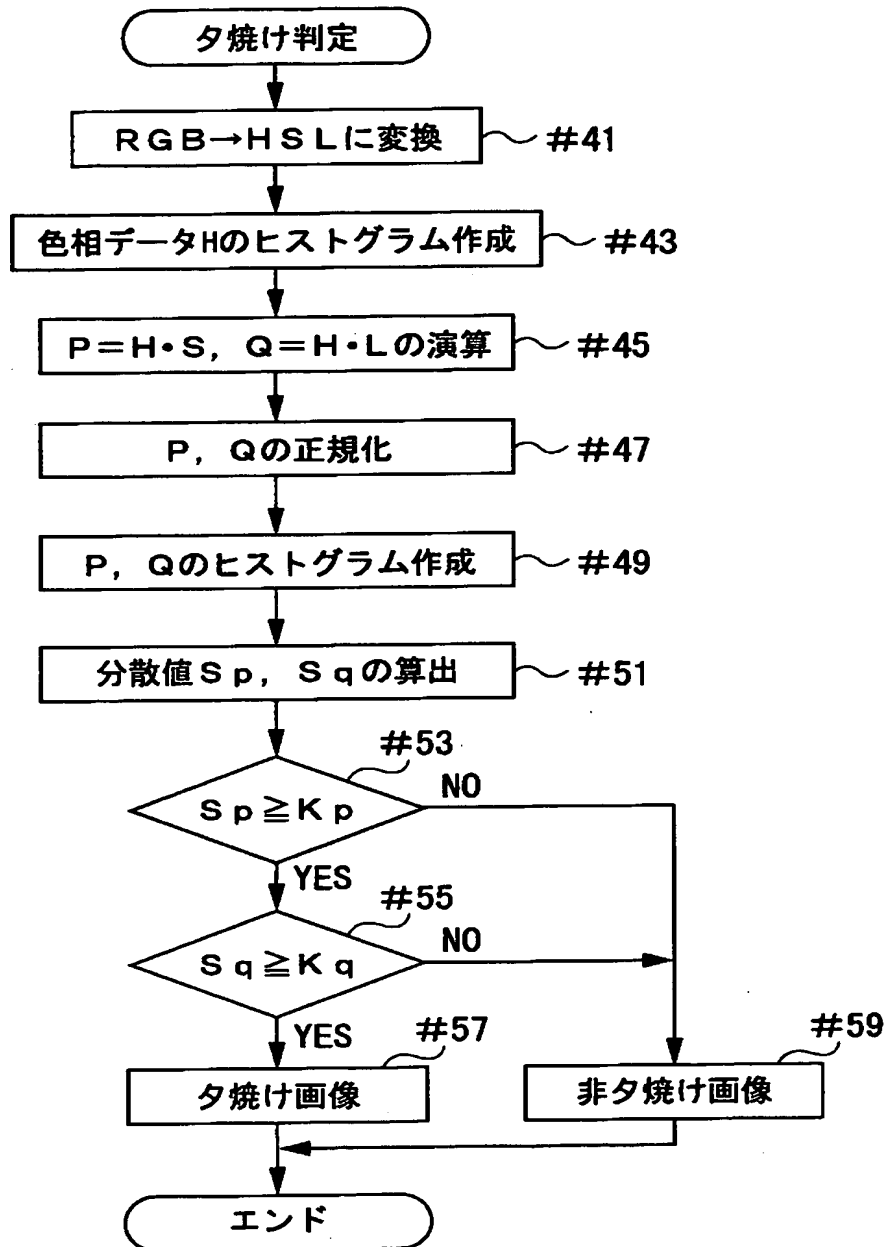 夕焼け判定
RGB→HSLに変換 #41
色相データHのヒストグラム作成 #43
P=H・S, Q=H・Lの演算 #45
P, Qの正規化 #47
P, Qのヒストグラム作成 #49
分散値Sp, Sqの算出 #51
#53
Sp≧Kp NO
YES
#55
Sq≧Kq NO
YES
#57
夕焼け画像
#59
非夕焼け画像
エンド